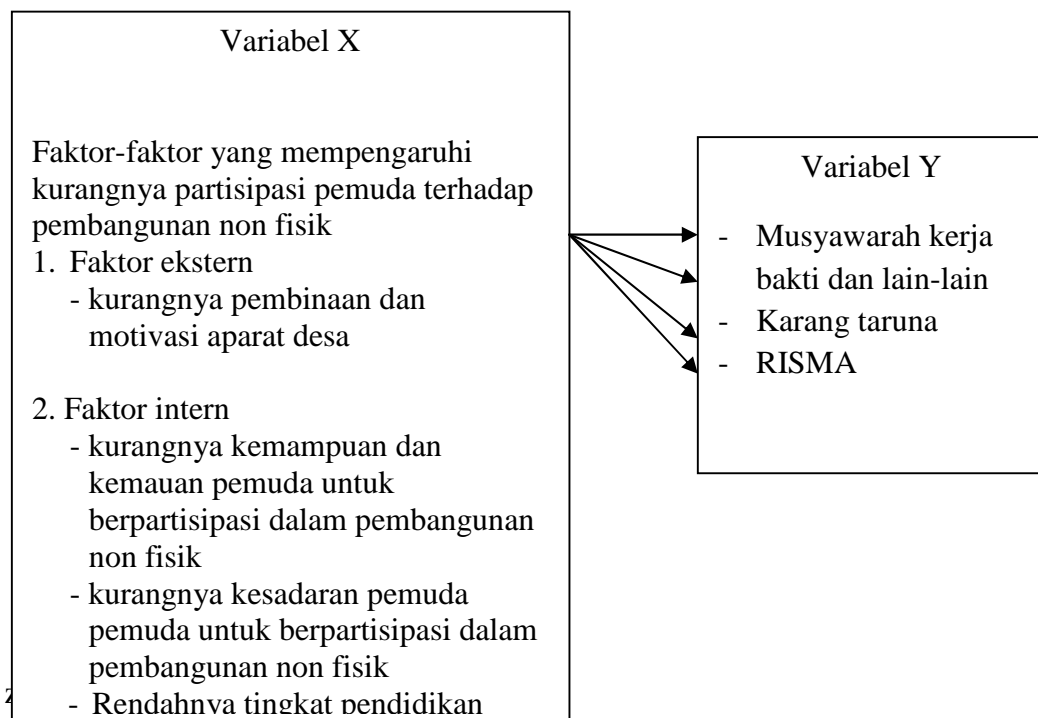 Variabel X
Faktor-faktor yang mempengaruhi
kurangnya partisipasi pemuda terhadap
pembangunan non fisik
1. Faktor ekstern
- kurangnya pembinaan dan
motivasi aparat desa
2. Faktor intern
- kurangnya kemampuan dan
kemauan pemuda untuk
berpartisipasi dalam pembangunan
non fisik
- kurangnya kesadaran pemuda
pemuda untuk berpartisipasi dalam
pembangunan non fisik
- Rendahnya tingkat pendidikan
Variabel Y
- Musyawarah kerja
bakti dan lain-lain
- Karang taruna
- RISMA